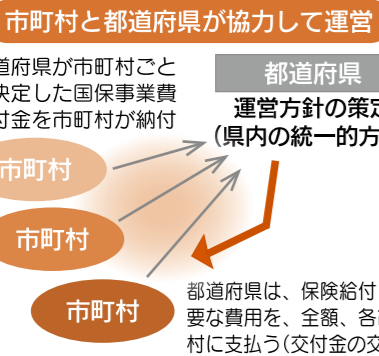 市町村と都道府県が協力して運営
道府県が市町村ごと
決定した国保事業費
付金を市町村が納付
都道府県
運営方針の策定
(県内の統一的方
市町村
市町村
市町村
都道府県は、保険給付
要な費用を、全額、各
村に支払う(交付金の交